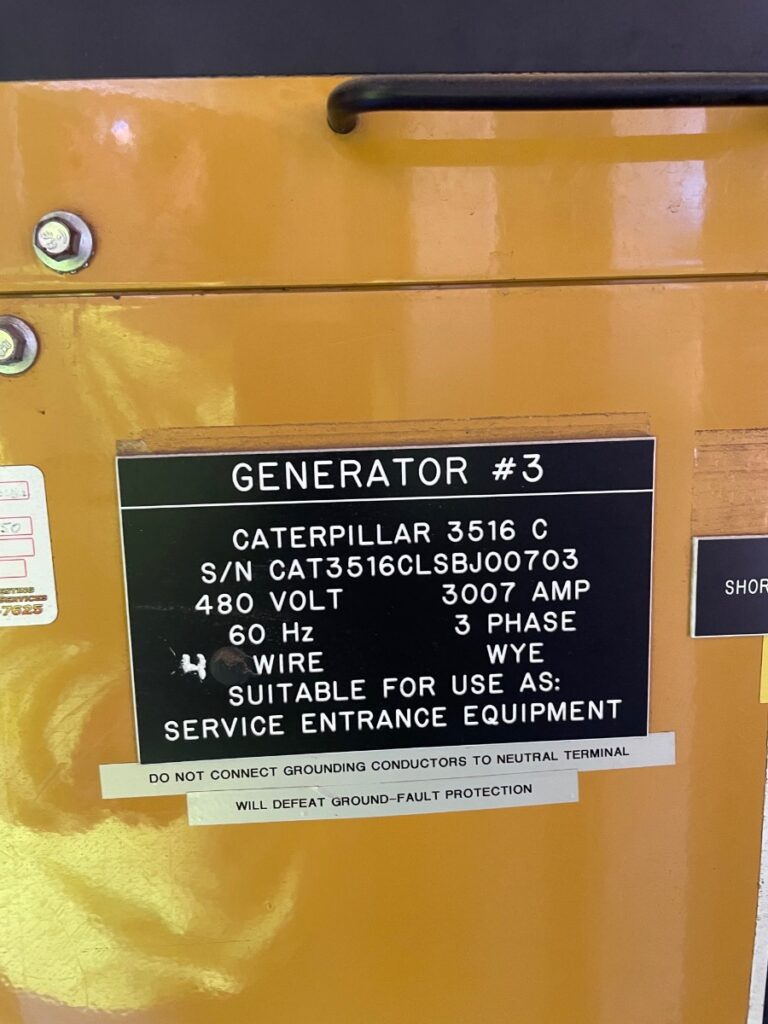 GENERATOR #3
CATERPILLAR 3516 C
S/N CAT3516CLSBJ00703
480 VOLT 3007 AMP
60 Hz 3 PHASE
4 WIRE WYE
SUITABLE FOR USE AS:
SERVICE ENTRANCE EQUIPMENT
DO NOT CONNECT GROUNDING CONDUCTORS TO NEUTRAL TERMINAL
WILL DEFEAT GROUND-FAULT PROTECTION
SHOR
-7625